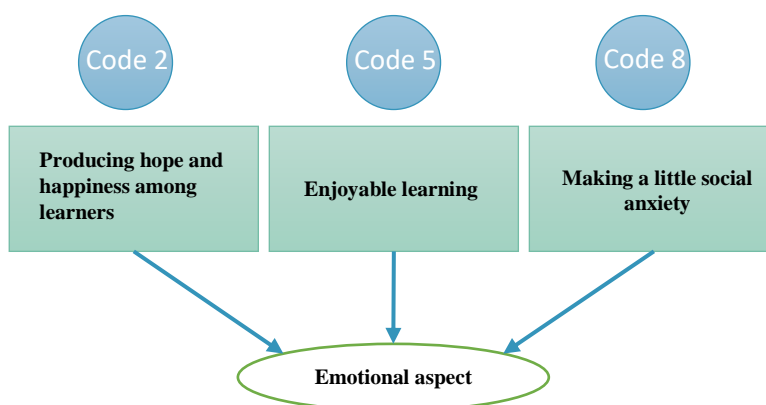 Code 2
Code 5
Code 8
Producing hope and
happiness among
learners
Enjoyable learning
Making a little social
anxiety
Emotional aspect